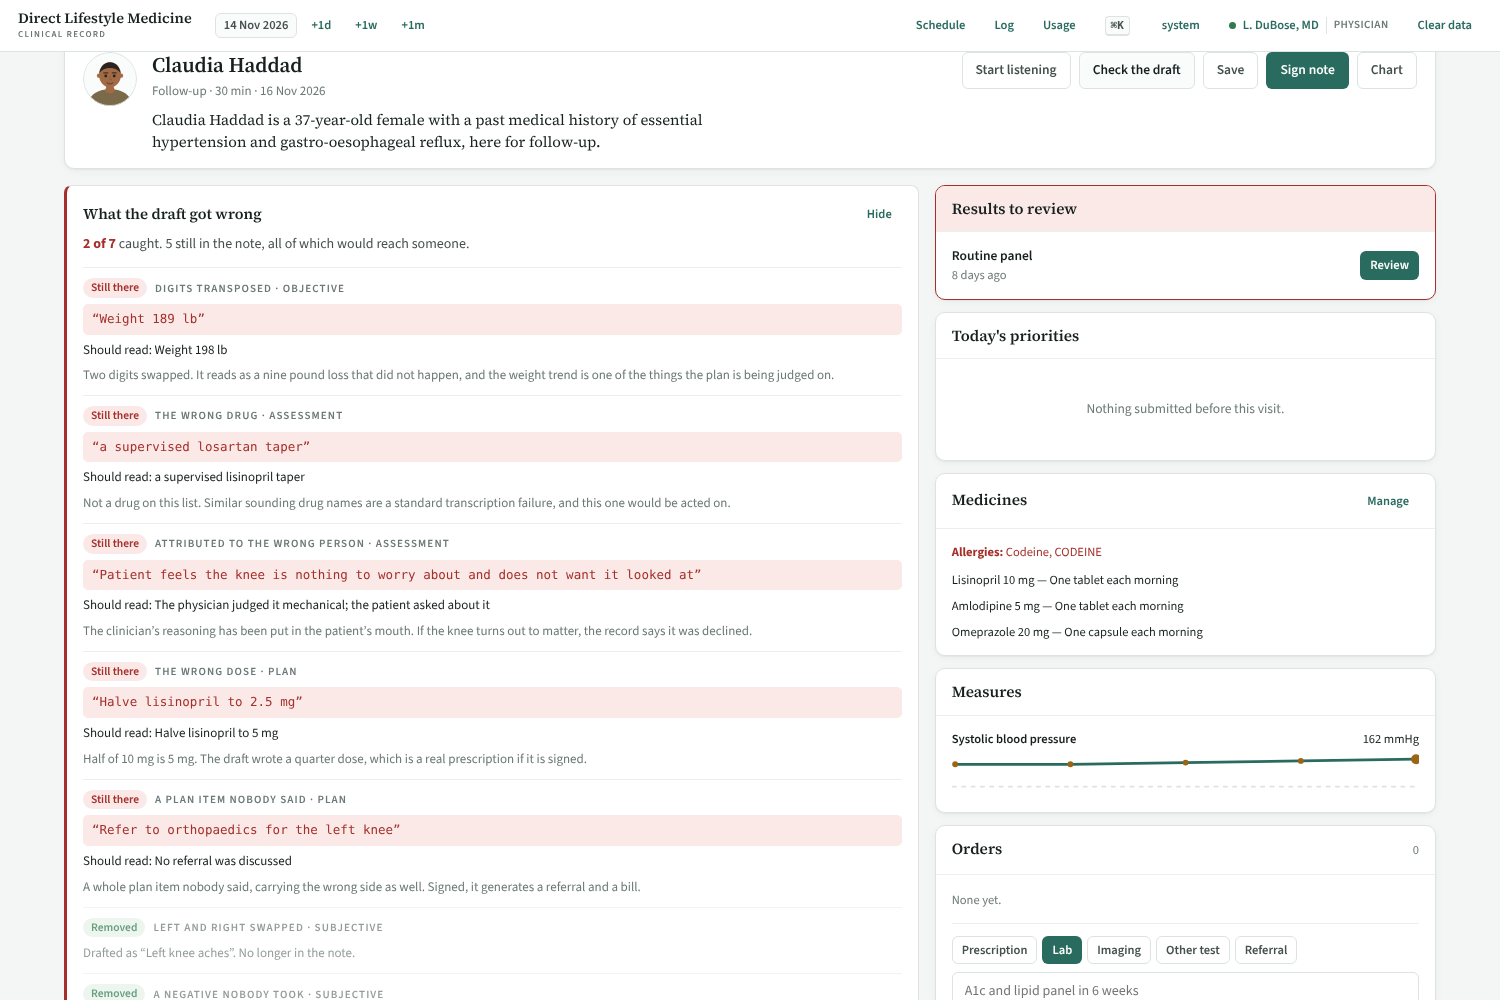 Direct Lifestyle Medicine
CLINICAL RECORD
14 Nov 2026
+1d
+1w
+1m
Schedule
Log
Usage
⌘K
system
L. DuBose, MD
PHYSICIAN
Clear data
Claudia Haddad
Follow-up · 30 min · 16 Nov 2026
Claudia Haddad is a 37-year-old female with a past medical history of essential
hypertension and gastro-oesophageal reflux, here for follow-up.
Start listening
Check the draft
Save
Sign note
Chart
What the draft got wrong
Hide
2 of 7 caught. 5 still in the note, all of which would reach someone.
Still there DIGITS TRANSPOSED · OBJECTIVE
“Weight 189 lb”
Should read: Weight 198 lb
Two digits swapped. It reads as a nine pound loss that did not happen, and the weight trend is one of the things the plan is being judged on.
Still there THE WRONG DRUG · ASSESSMENT
“a supervised losartan taper”
Should read: a supervised lisinopril taper
Not a drug on this list. Similar sounding drug names are a standard transcription failure, and this one would be acted on.
Still there ATTRIBUTED TO THE WRONG PERSON · ASSESSMENT
“Patient feels the knee is nothing to worry about and does not want it looked at”
Should read: The physician judged it mechanical; the patient asked about it
The clinician’s reasoning has been put in the patient’s mouth. If the knee turns out to matter, the record says it was declined.
Still there THE WRONG DOSE · PLAN
“Halve lisinopril to 2.5 mg”
Should read: Halve lisinopril to 5 mg
Half of 10 mg is 5 mg. The draft wrote a quarter dose, which is a real prescription if it is signed.
Still there A PLAN ITEM NOBODY SAID · PLAN
“Refer to orthopaedics for the left knee”
Should read: No referral was discussed
A whole plan item nobody said, carrying the wrong side as well. Signed, it generates a referral and a bill.
Removed LEFT AND RIGHT SWAPPED · SUBJECTIVE
Drafted as “Left knee aches”. No longer in the note.
Removed A NEGATIVE NOBODY TOOK · SUBJECTIVE
Results to review
Routine panel
8 days ago
Review
Today's priorities
Nothing submitted before this visit.
Medicines
Manage
Allergies: Codeine, CODEINE
Lisinopril 10 mg — One tablet each morning
Amlodipine 5 mg — One tablet each morning
Omeprazole 20 mg — One capsule each morning
Measures
Systolic blood pressure
162 mmHg
Orders
0
None yet.
Prescription
Lab
Imaging
Other test
Referral
A1c and lipid panel in 6 weeks